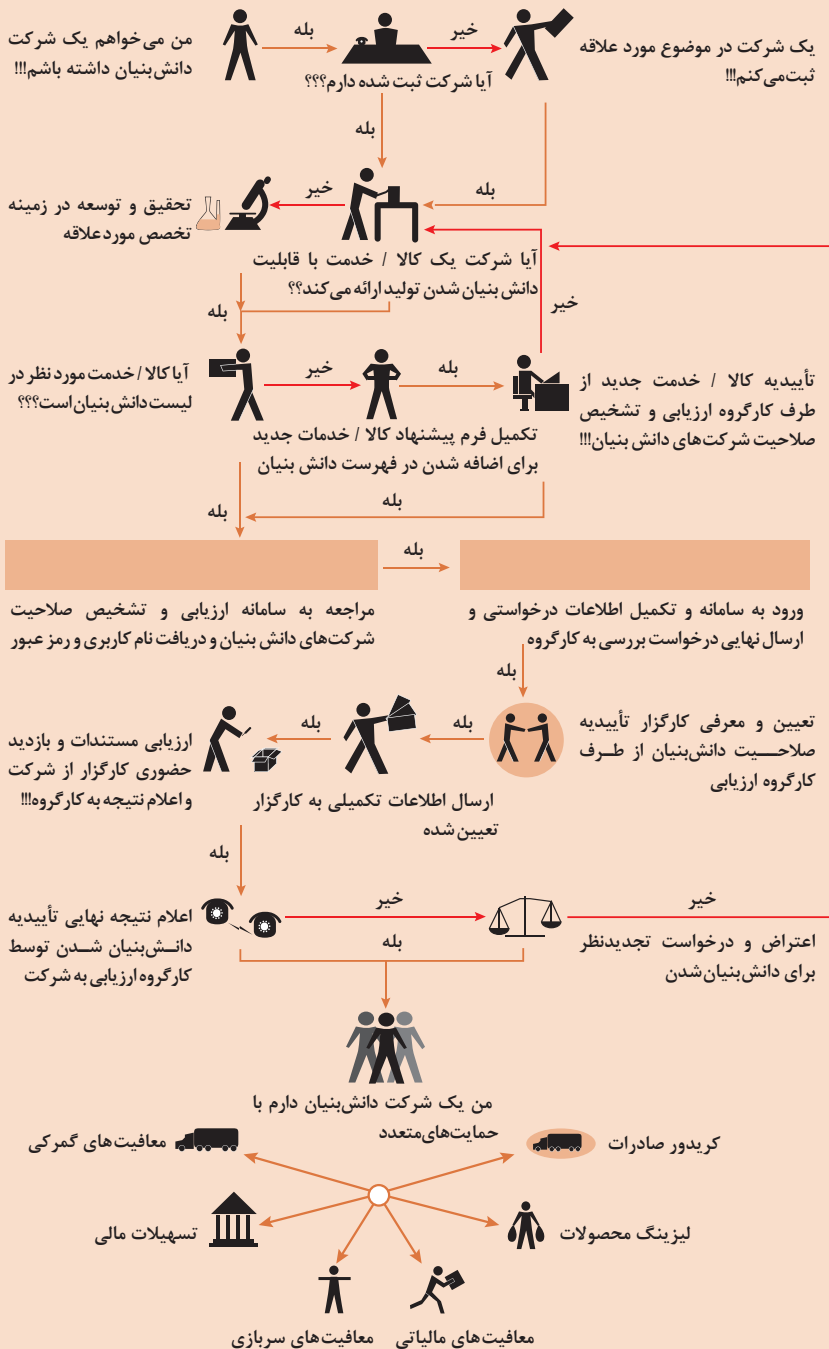 من می‌خواهم یک شرکت
دانش‌بنیان داشته باشم!!!
بله
آیا شرکت ثبت شده دارم؟؟؟
خیر
یک شرکت در موضوع مورد علاقه
ثبت‌می‌کنم!!!
بله
بله
خیر
تحقیق و توسعه در زمینه
تخصص موردعلاقه
آیا شرکت یک کالا / خدمت با قابلیت
دانش‌بنیان شدن تولید ارائه می‌کند؟؟
خیر
بله
آیا کالا / خدمت مورد نظر در
لیست‌دانش‌بنیان‌است؟؟؟
خیر
بله
تکمیل فرم پیشنهاد کالا / خدمات جدید
برای اضافه شدن در فهرست دانش بنیان
تأییدیه کالا / خدمت جدید از
طرف کارگروه ارزیابی و تشخیص
صلاحیت شرکت‌های دانش بنیان!!!
بله
بله
بله
مراجعه به سامانه ارزیابی و تشخیص صلاحیت
شرکت‌های دانش بنیان و دریافت نام کاربری و رمز عبور
ورود به سامانه و تکمیل اطلاعات درخواستی و
ارسال نهایی درخواست بررسی به کارگروه
بله
تعیین و معرفی کارگزار تأییدیه
صلاحـــیت دانش‌بنیان از طــرف
کارگروه ارزیابی
بله
ارسال اطلاعات تکمیلی به کارگزار
تعیین‌شده
بله
ارزیابی مستندات و بازدید
حضوری کارگزار از شرکت
و اعلام نتیجه به کارگروه!!!
بله
اعلام نتیجه نهایی تأییدیه
دانــش‌بنیان شــدن توسط
کارگروه ارزیابی به شرکت
خیر
بله
خیر
اعتراض و درخواست تجدیدنظر
برای دانش‌بنیان‌شدن
من یک شرکت دانش‌بنیان دارم با
حمایت‌های‌متعدد
معافیت‌های گمرکی
کریدور صادرات
تسهیلات مالی
لیزینگ محصولات
معافیت‌های سربازی
معافیت‌های مالیاتی